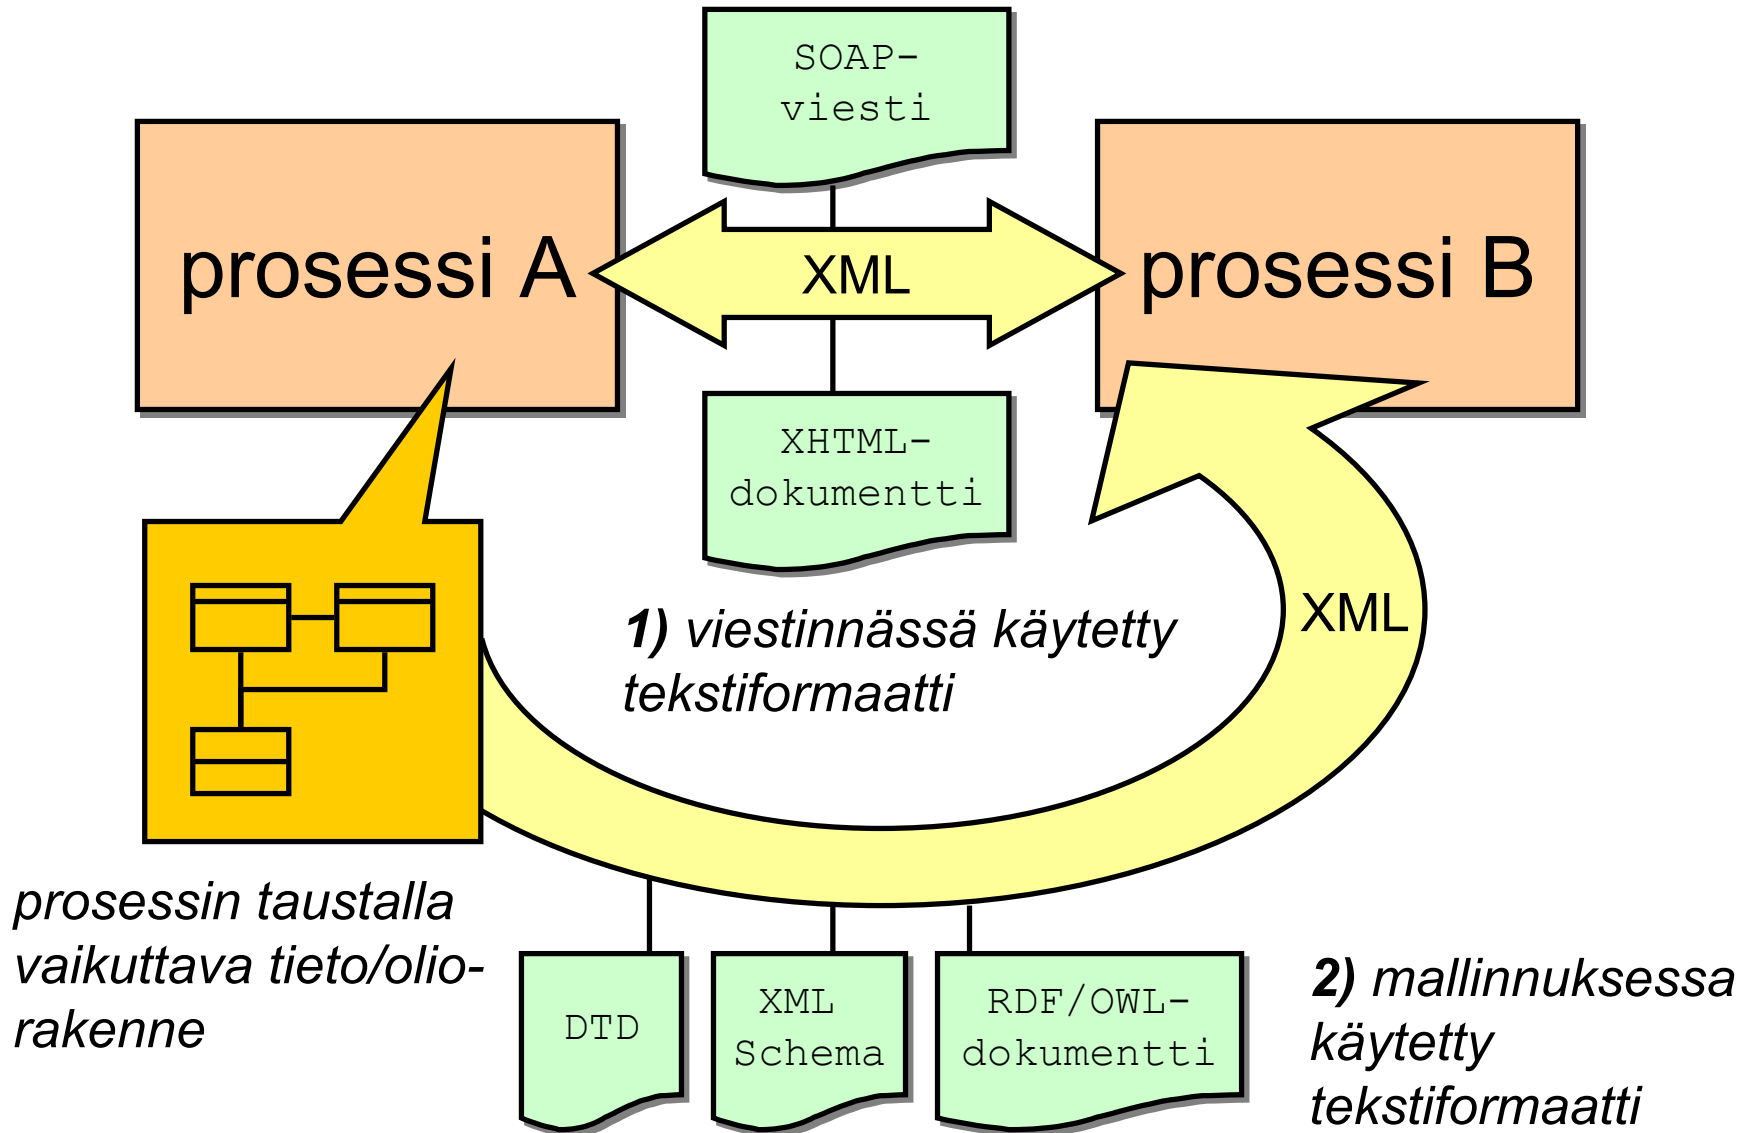 SOAP-
viesti
prosessi A
XML
prosessi B
XHTML-
dokumentti
1) viestinnässä käytetty
tekstiformaatti
XML
prosessin taustalla
vaikuttava tieto/olio-
rakenne
DTD
XML
Schema
RDF/OWL-
dokumentti
2) mallinnuksessa
käytetty
tekstiformaatti